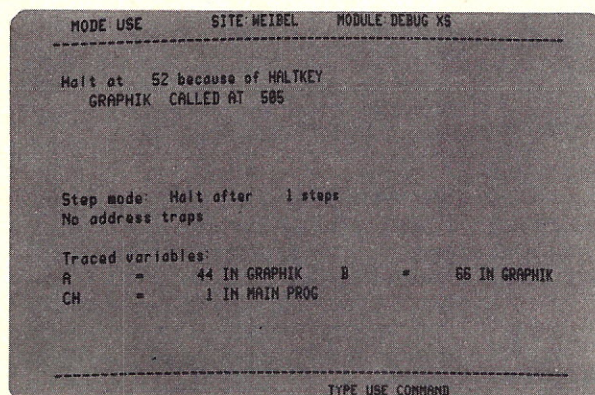 MODE USE SITE:WEIBEL MODULE:DEBUG XS
Halt at 52 because of HALTKEY
GRAPHIK CALLED AT 505
Step mode: Halt after 1 steps
No address traps
Traced variables:
A = 44 IN GRAPHIK B = 66 IN GRAPHIK
CH = 1 IN MAIN PROG
TYPE USE COMMAND